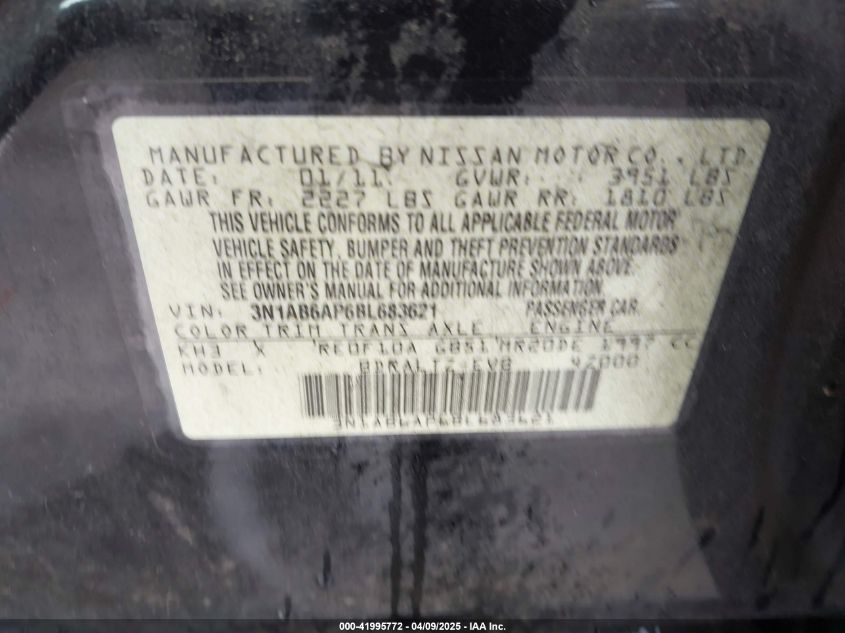 MANUFACTURED BY NISSAN MOTOR CO., LTD.
DATE: 01/11 GVWR: 3951 LBS
GAWR FR: 2227 LBS GAWR RR: 1810 LBS
THIS VEHICLE CONFORMS TO ALL APPLICABLE FEDERAL MOTOR
VEHICLE SAFETY, BUMPER AND THEFT PREVENTION STANDARDS
IN EFFECT ON THE DATE OF MANUFACTURE SHOWN ABOVE.
SEE OWNER'S MANUAL FOR ADDITIONAL INFORMATION
VIN: 3N1AB6AP6BL683621 PASSENGER CAR
COLOR TRIM TRANS AXLE ENGINE
KH3 X RE0F10A GB51 MR20DE 1997 CC
MODEL:
3N1AB6AP6BL683621
000-41995772 - 04/09/2025 - IAA Inc.